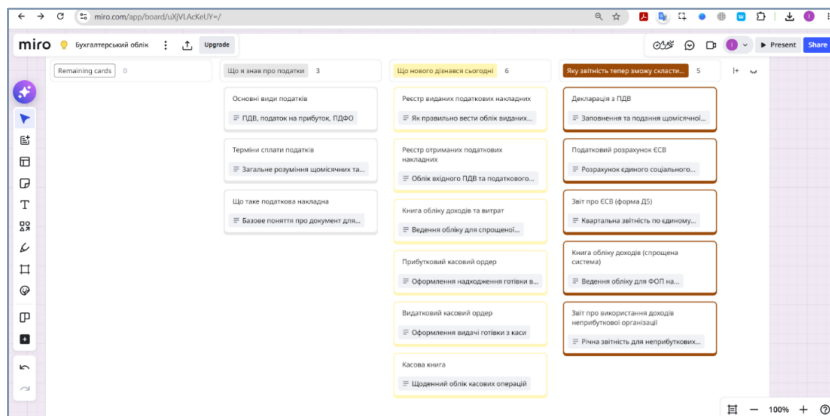 miro.com/app/board/uXjVLAcKeUY=/
miro
Бухгалтерський облік
Upgrade
Present
Share
Remaining cards 0
Що я знав про податки 3
Що нового дізнався сьогодні 6
Яку звітність тепер зможу скласти... 5
Основні види податків
ПДВ, податок на прибуток, ПДФО
Терміни сплати податків
Загальне розуміння щомісячних та...
Що таке податкова накладна
Базове поняття про документ для...
Реєстр виданих податкових накладних
Як правильно вести облік виданих...
Реєстр отриманих податкових
накладних
Облік вхідного ПДВ та податкового...
Книга обліку доходів та витрат
Ведення обліку для спрощеної...
Прибутковий касовий ордер
Оформлення надходження готівки в...
Видатковий касовий ордер
Оформлення видачі готівки з каси
Касова книга
Щоденний облік касових операцій
Декларація з ПДВ
Заповнення та подання щомісячної...
Податковий розрахунок ЄСВ
Розрахунок єдиного соціального...
Звіт про ЄСВ (форма Д5)
Квартальна звітність по єдиному...
Книга обліку доходів (спрощена
система)
Ведення обліку для ФОП на...
Звіт про використання доходів
неприбуткової організації
Річна звітність для неприбуткових...
100%